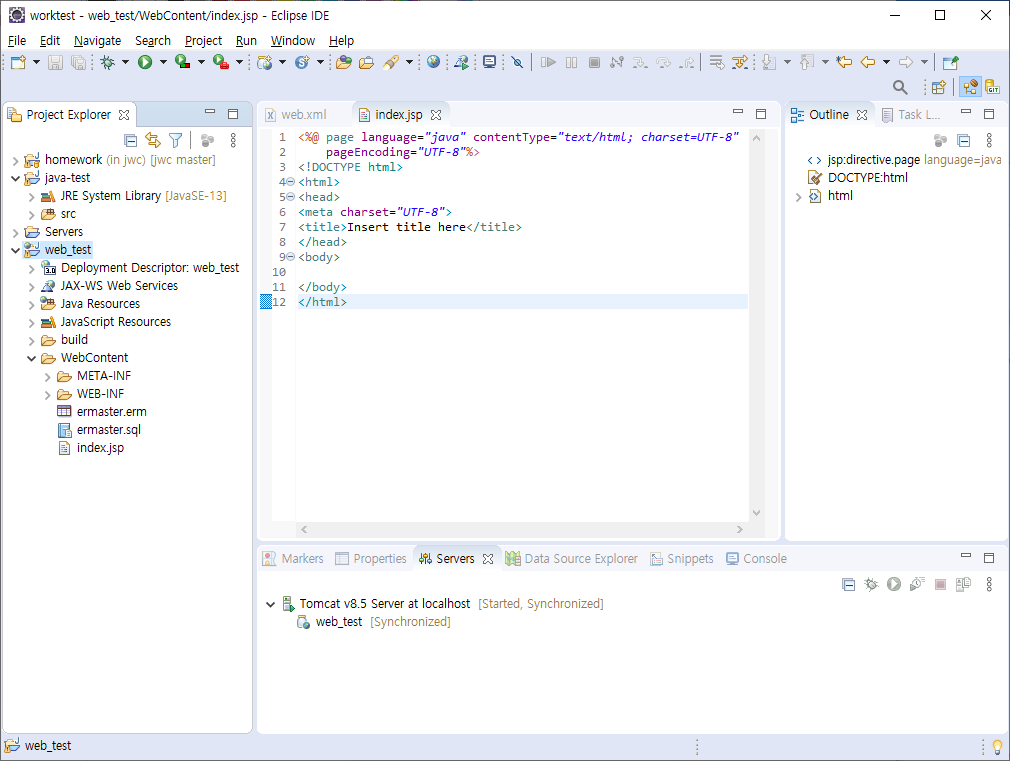 worktest - web_test/WebContent/index.jsp - Eclipse IDE
File Edit Navigate Search Project Run Window Help
GIT
Project Explorer
homework (in jwc) [jwc master]
java-test
JRE System Library [JavaSE-13]
src
Servers
web_test
Deployment Descriptor: web_test
JAX-WS Web Services
Java Resources
JavaScript Resources
build
WebContent
META-INF
WEB-INF
ermaster.erm
ermaster.sql
index.jsp
web.xml index.jsp
1 <%@ page language="java" contentType="text/html; charset=UTF-8"
2 pageEncoding="UTF-8"%>
3 <!DOCTYPE html>
4 <html>
5 <head>
6 <meta charset="UTF-8">
7 <title>Insert title here</title>
8 </head>
9 <body>
10
11 </body>
12 </html>
Outline Task L...
jsp:directive.page language=java
DOCTYPE:html
html
Markers Properties Servers Data Source Explorer Snippets Console
Tomcat v8.5 Server at localhost [Started, Synchronized]
web_test [Synchronized]
web_test